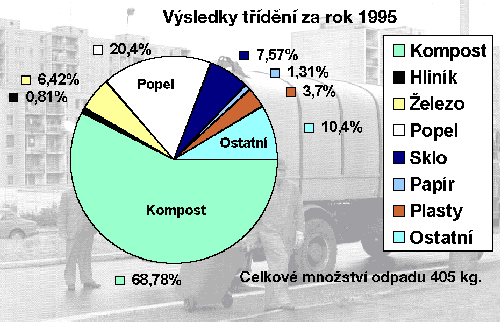 Výsledky třídění za rok 1995
20,4%
7,57%
6,42%
1,31%
0,81%
3,7%
10,4%
Popel
Ostatní
Kompost
68,78%
Kompost
Hliník
Železo
Popel
Sklo
Papír
Plasty
Ostatní
Celkové množství odpadu 405 kg.